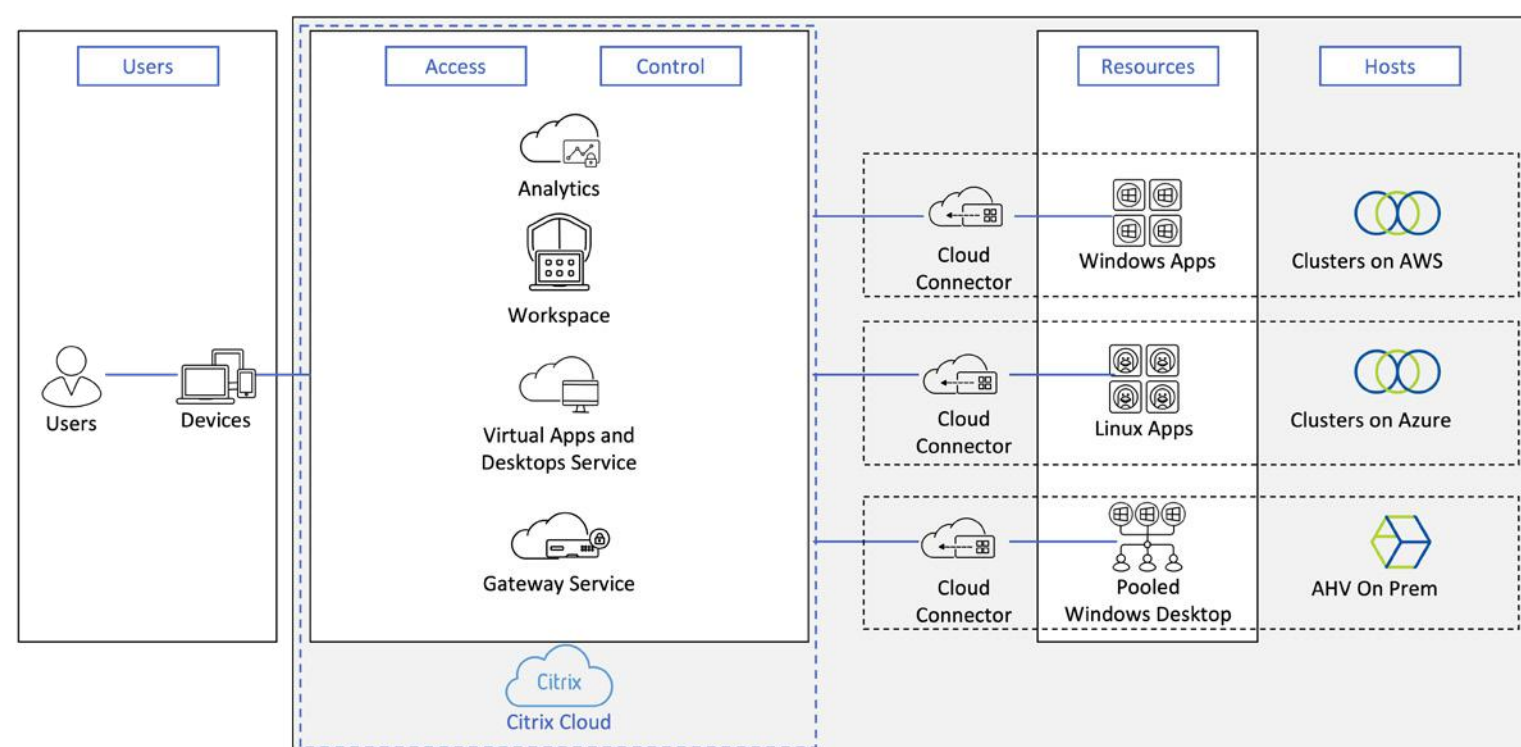 Users
Access
Control
Resources
Hosts
Analytics
Workspace
Virtual Apps and
Desktops Service
Gateway Service
Users
Devices
Cloud
Connector
Windows Apps
Clusters on AWS
Cloud
Connector
Linux Apps
Clusters on Azure
Cloud
Connector
Pooled
Windows Desktop
AHV On Prem
Citrix
Citrix Cloud